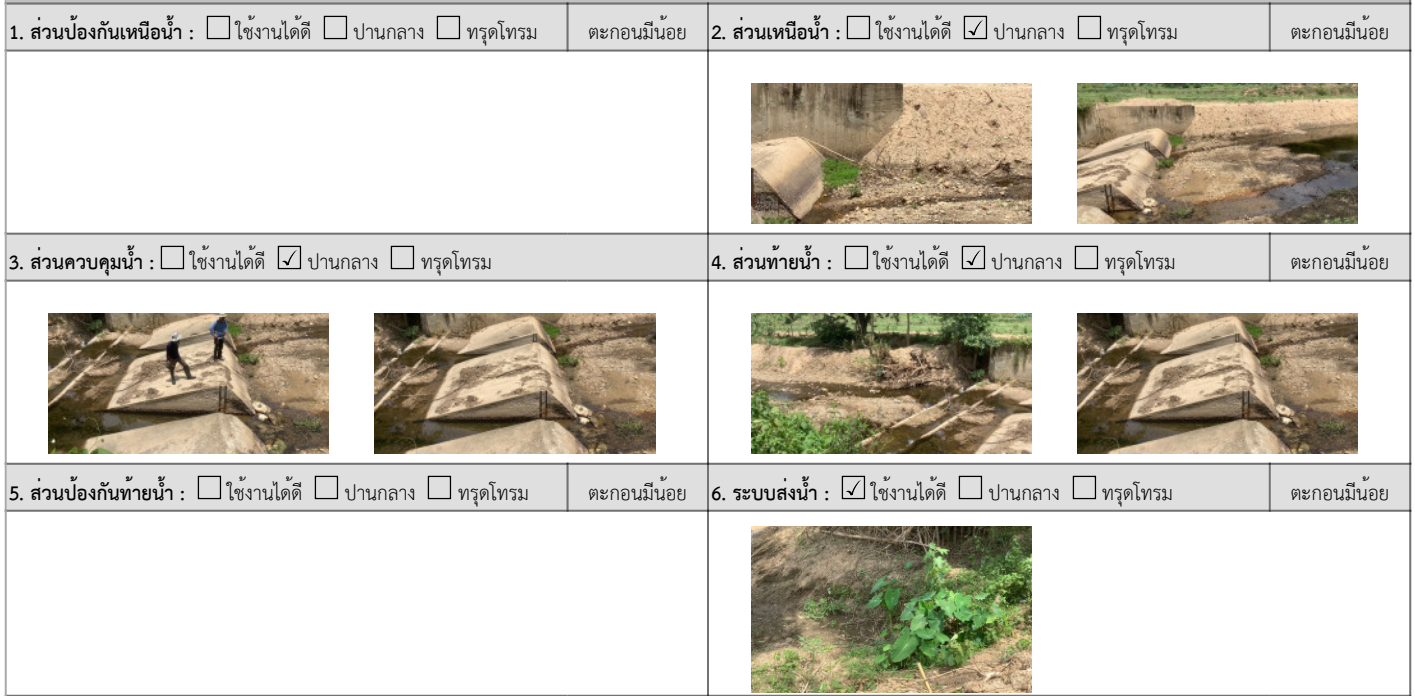 1. ส่วนป้องกันเหนือน้ำ : ☐ ใช้งานได้ดี ☐ ปานกลาง ☐ ทรุดโทรม ตะกอนมีน้อย
2. ส่วนเหนือน้ำ : ☐ ใช้งานได้ดี ☑ ปานกลาง ☐ ทรุดโทรม ตะกอนมีน้อย
3. ส่วนควบคุมน้ำ : ☐ ใช้งานได้ดี ☑ ปานกลาง ☐ ทรุดโทรม
4. ส่วนท้ายน้ำ : ☐ ใช้งานได้ดี ☑ ปานกลาง ☐ ทรุดโทรม ตะกอนมีน้อย
5. ส่วนป้องกันท้ายน้ำ : ☐ ใช้งานได้ดี ☐ ปานกลาง ☐ ทรุดโทรม ตะกอนมีน้อย
6. ระบบส่งน้ำ : ☑ ใช้งานได้ดี ☐ ปานกลาง ☐ ทรุดโทรม ตะกอนมีน้อย